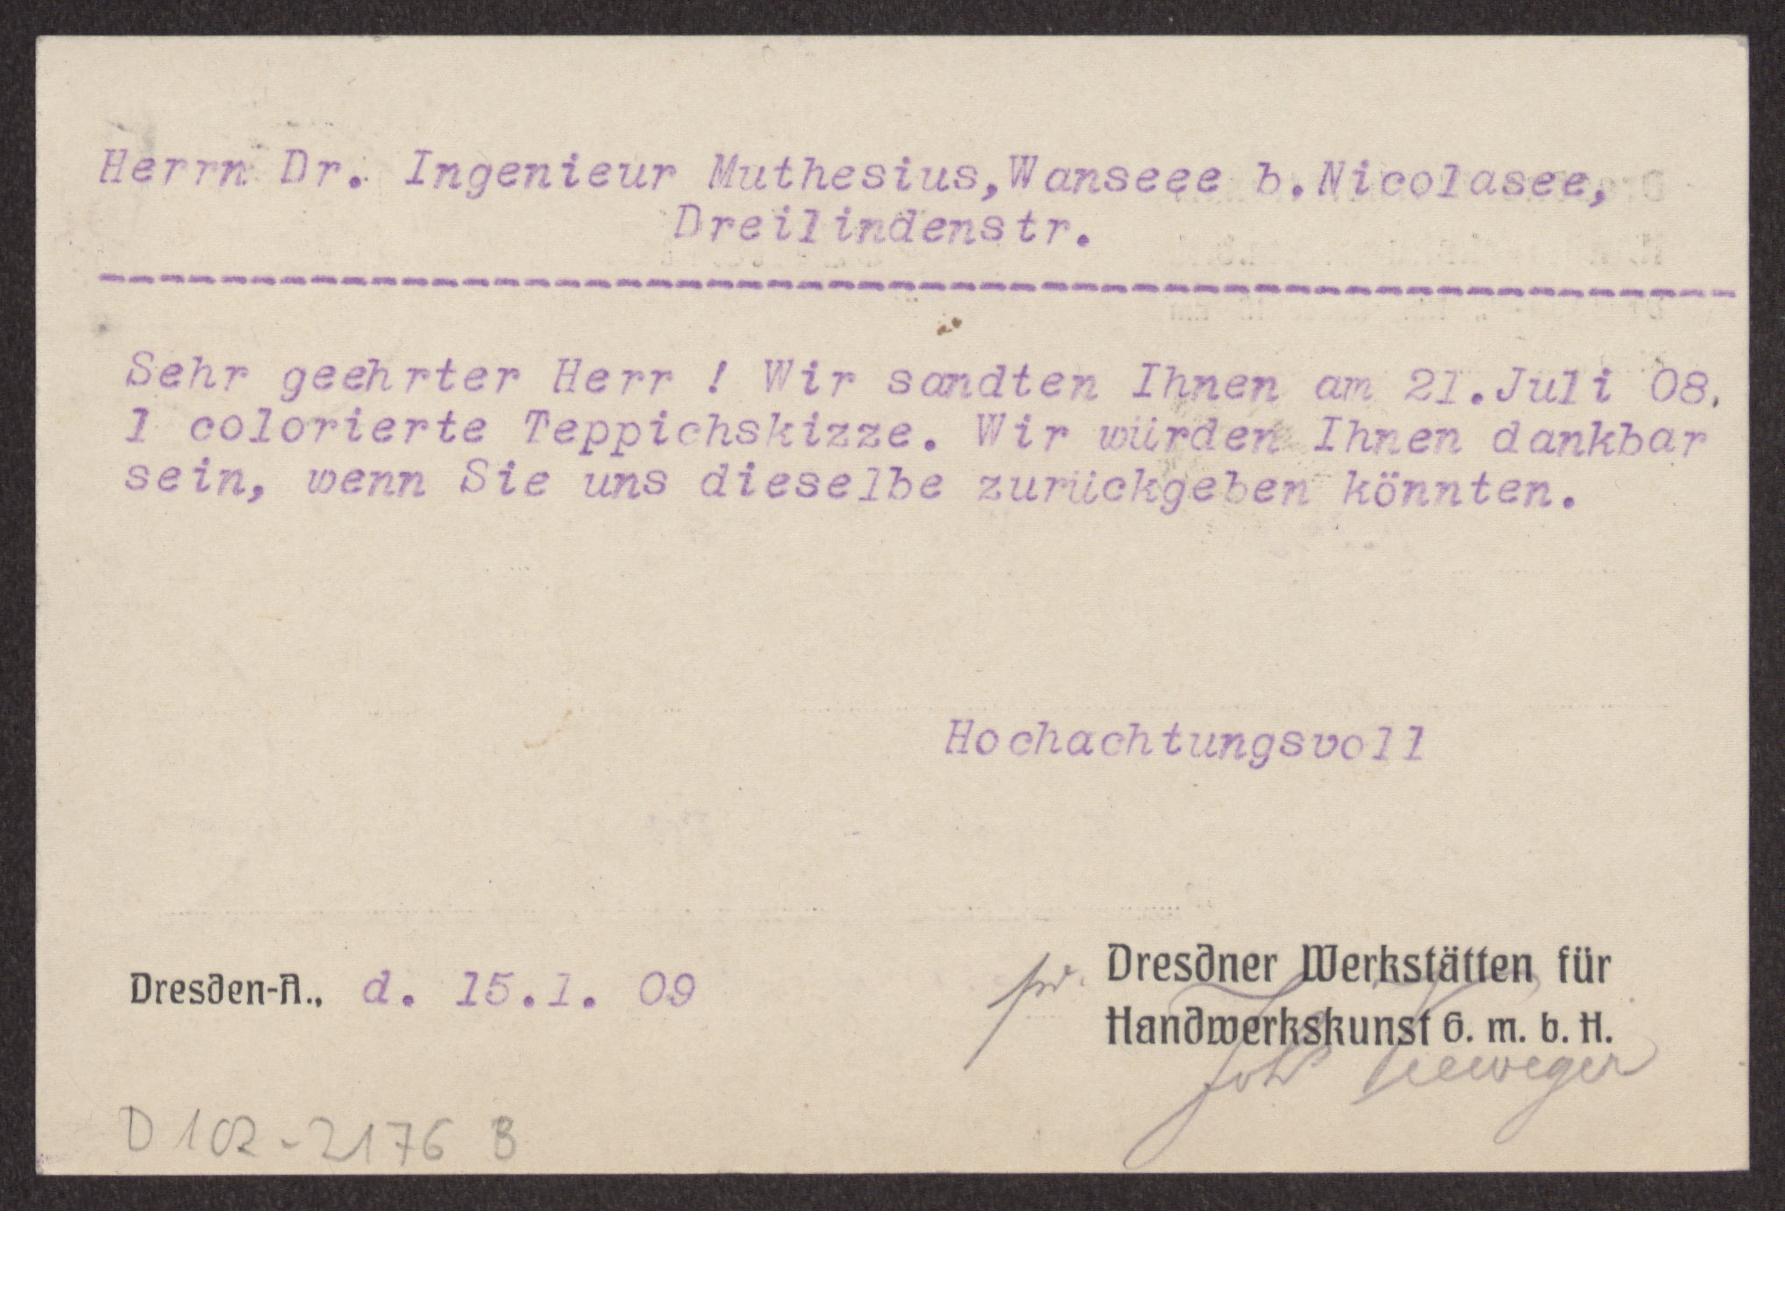 Herrn Dr. Ingenieur Muthesius,Wanseee b.Nicolasee,
Dreilindenstr.
Sehr geehrter Herr ! Wir sandten Ihnen am 21.Juli 08.
1 colorierte Teppichskizze. Wir würden Ihnen dankbar
sein, wenn Sie uns dieselbe zurückgeben könnten.
Hochachtungsvoll
Dresdner Werkstätten für
Dresden-A., d. 15.1. 09
Handwerkskunst G. m. b. H.
D 102-2176 B